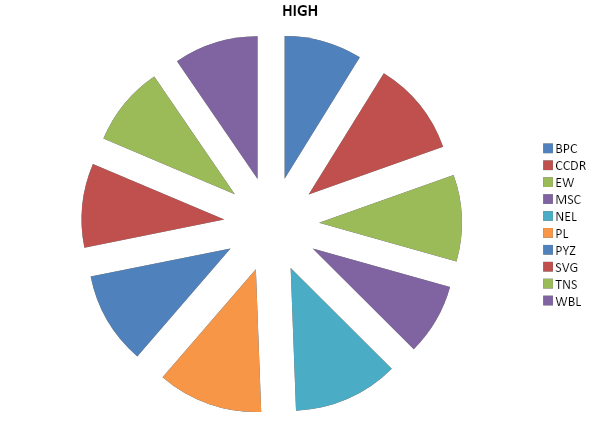 HIGH
BPC
CCDR
EW
MSC
NEL
PL
PYZ
SVG
TNS
WBL